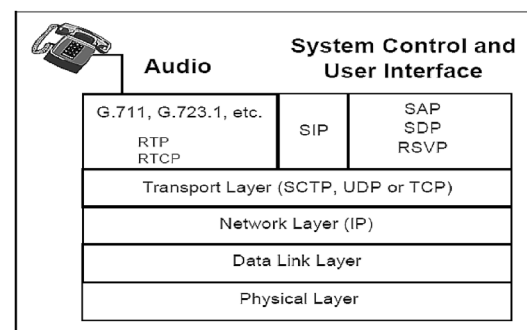 Audio
System Control and
User Interface
G.711, G.723.1, etc.
RTP
RTCP
SIP
SAP
SDP
RSVP
Transport Layer (SCTP, UDP or TCP)
Network Layer (IP)
Data Link Layer
Physical Layer